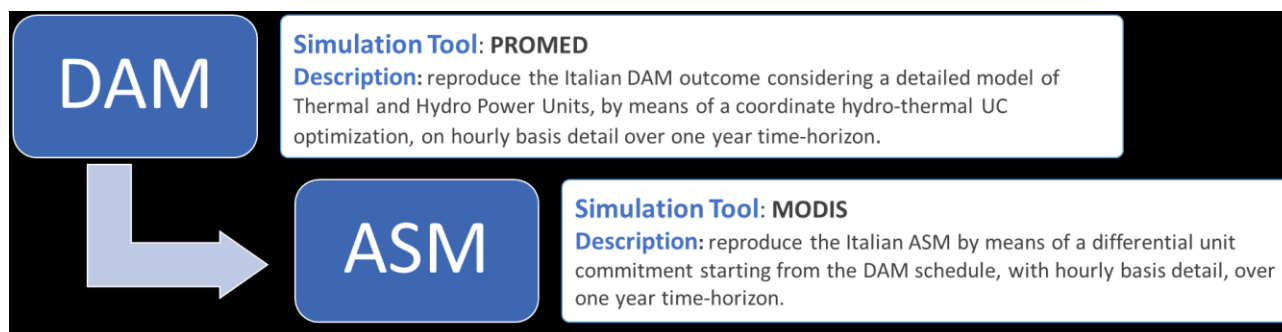 DAM
Simulation Tool: PROMED
Description: reproduce the Italian DAM outcome considering a detailed model of
Thermal and Hydro Power Units, by means of a coordinate hydro-thermal UC
optimization, on hourly basis detail over one year time-horizon.
ASM
Simulation Tool: MODIS
Description: reproduce the Italian ASM by means of a differential unit
commitment starting from the DAM schedule, with hourly basis detail, over
one year time-horizon.